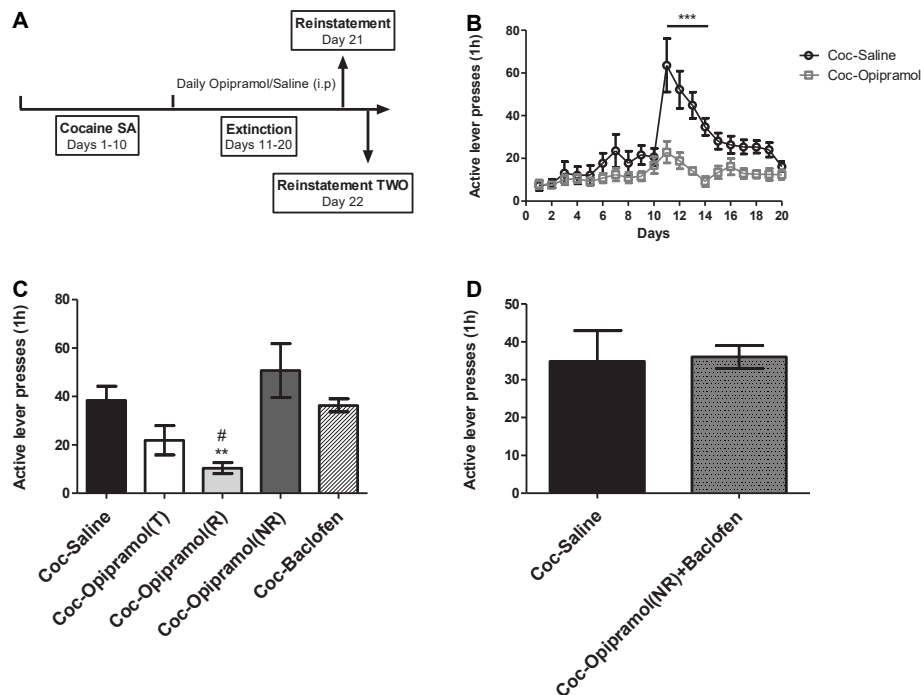 A
Reinstatement
Day 21
Daily Opipramol/Saline (i.p)
Cocaine SA
Days 1-10
Extinction
Days 11-20
Reinstatement TWO
Day 22
B
***
Active lever presses (1h)
80
60
40
20
0
0 2 4 6 8 10 12 14 16 18 20
Days
Coc-Saline
Coc-Opipramol
C
Active lever presses (1h)
80
60
40
20
0
#
**
Coc-Saline
Coc-Opipramol(T)
Coc-Opipramol(R)
Coc-Opipramol(NR)
Coc-Baclofen
D
Active lever presses (1h)
50
40
30
20
10
0
Coc-Saline
Coc-Opipramol(NR)+Baclofen